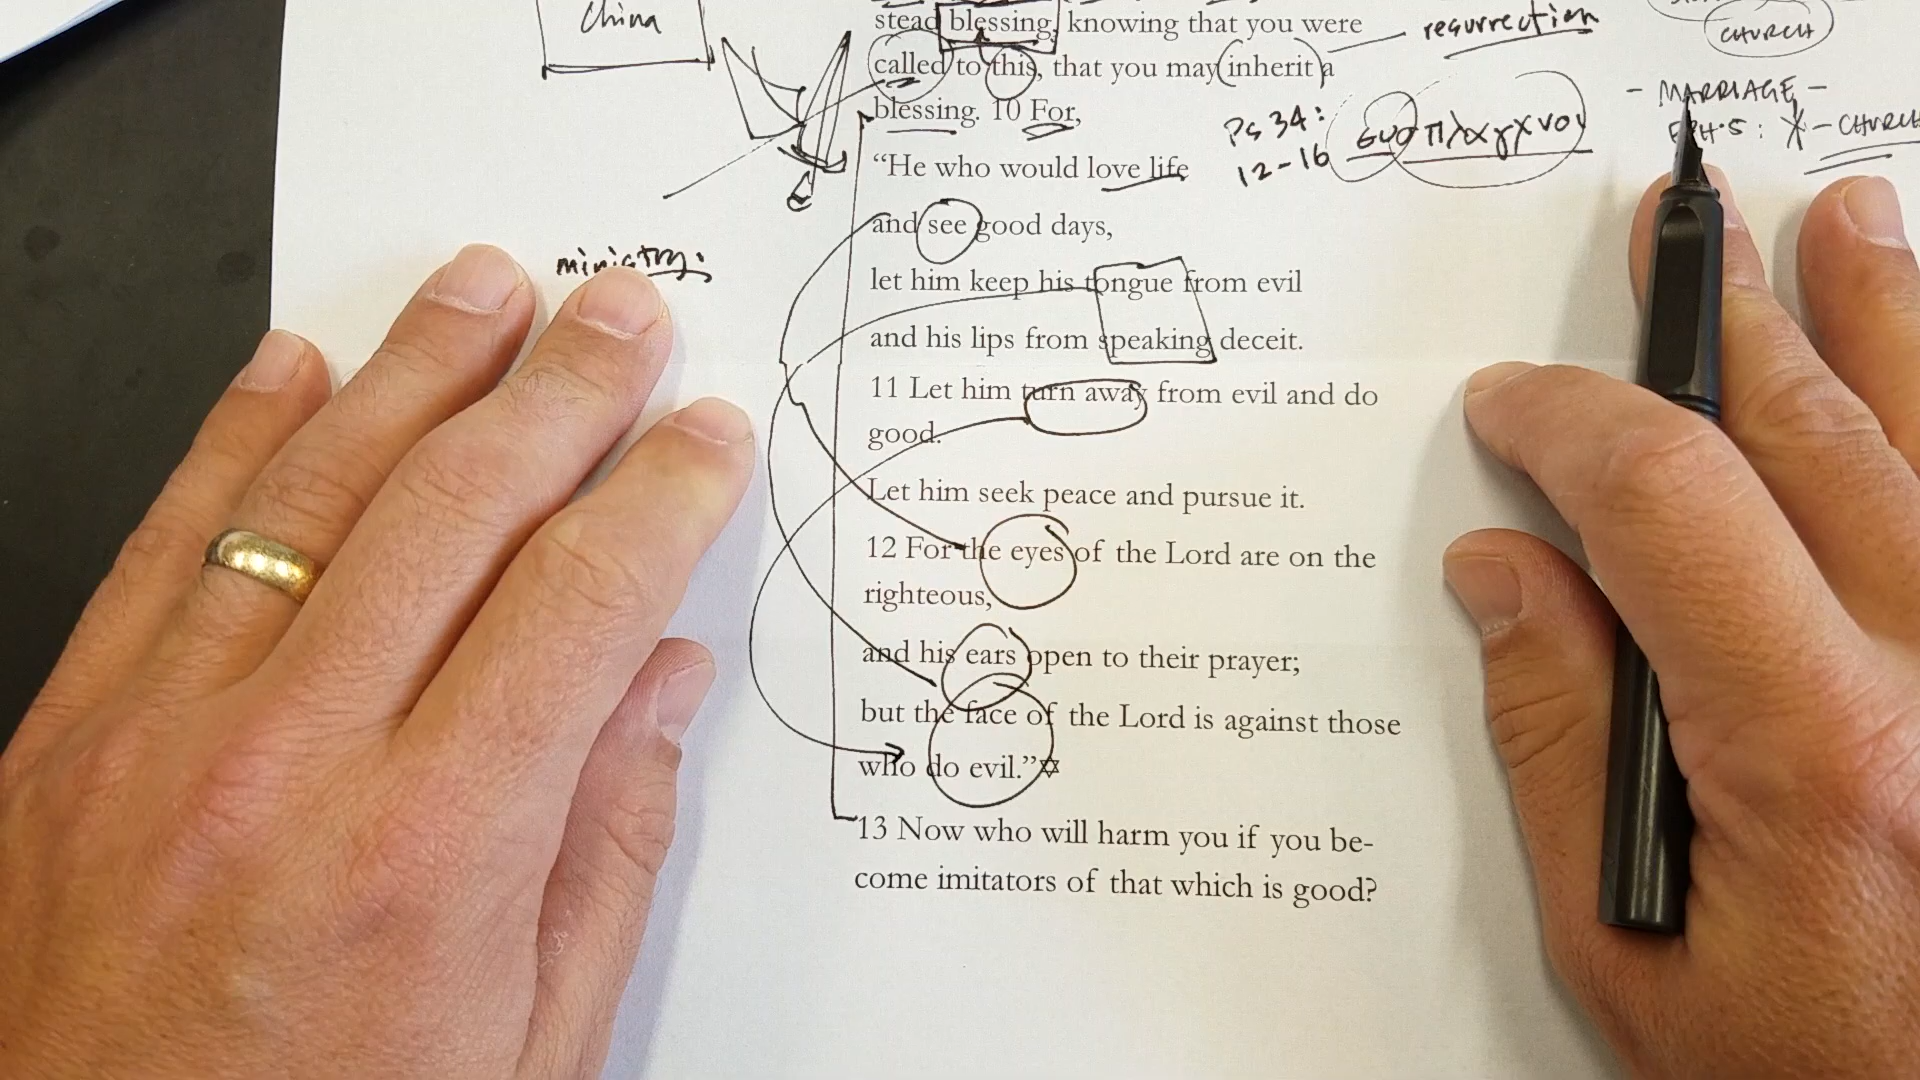 China
stead blessing, knowing that you were
resurrection
CHURCH
called to this, that you may inherit a
- MARRIAGE -
blessing. 10 For,
Ps 34:
12-16
ευσπλαγχνοι
EPH.5: X - CHURCH
"He who would love life
and see good days,
ministry:
let him keep his tongue from evil
and his lips from speaking deceit.
11 Let him turn away from evil and do
good.
Let him seek peace and pursue it.
12 For the eyes of the Lord are on the
righteous,
and his ears open to their prayer;
but the face of the Lord is against those
who do evil."✡
13 Now who will harm you if you be-
come imitators of that which is good?